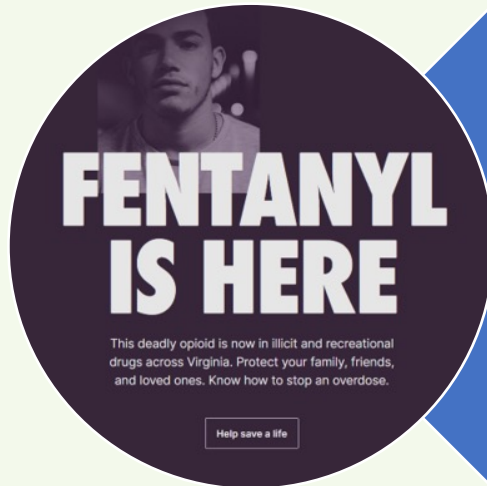 FENTANYL
IS HERE
This deadly opioid is now in illicit and recreational
drugs across Virginia. Protect your family, friends,
and loved ones. Know how to stop an overdose.
Help save a life